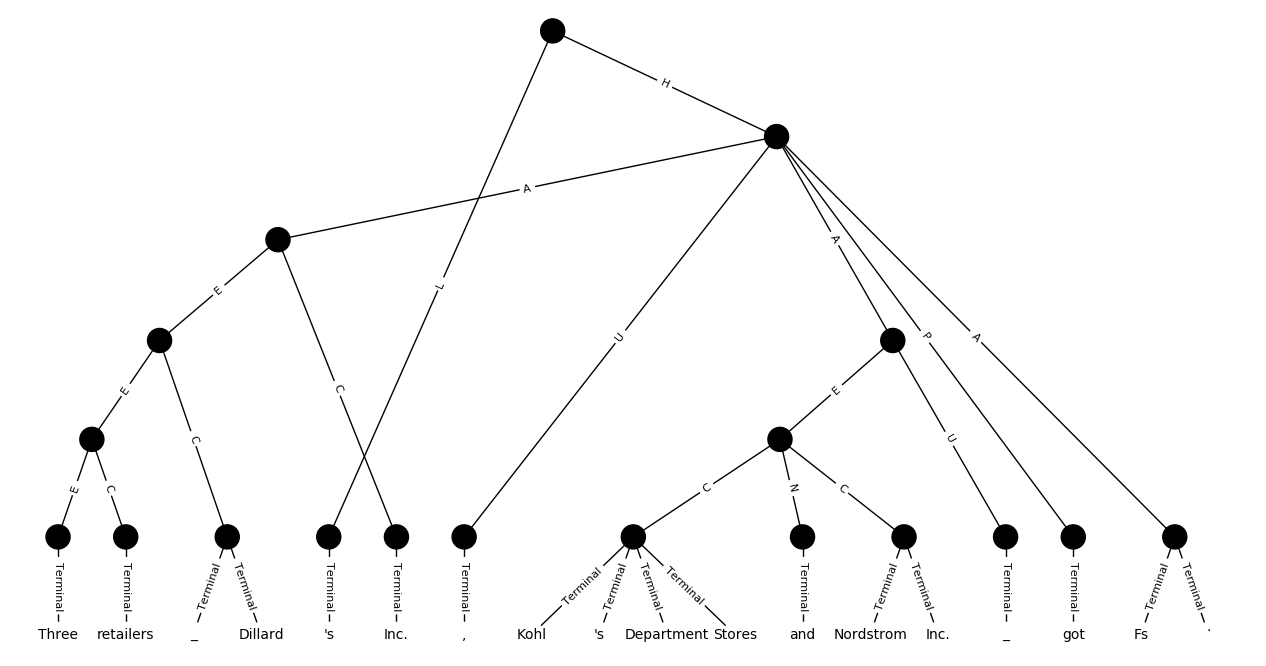 H
A
A
L
E
U
P
A
E
C
E
E
C
C
U
E
C
C
N
C
Terminal Terminal Terminal Terminal Terminal Terminal Terminal Terminal Terminal Terminal Terminal Terminal Terminal Terminal Terminal Terminal Terminal Terminal
Three retailers _ Dillard 's Inc. , Kohl 's Department Stores and Nordstrom Inc. _ got Fs .